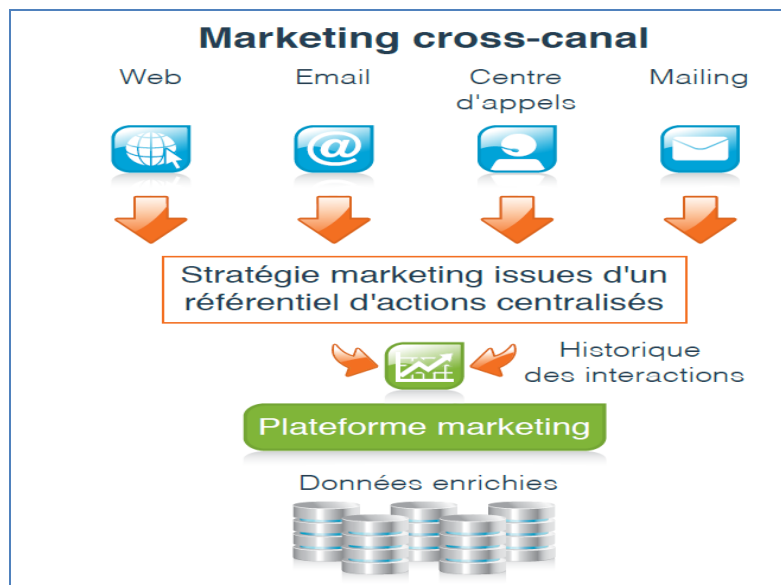 Marketing cross-canal
Web
Email
Centre
d'appels
Mailing
Stratégie marketing issues d'un
référentiel d'actions centralisés
Historique
des interactions
Plateforme marketing
Données enrichies